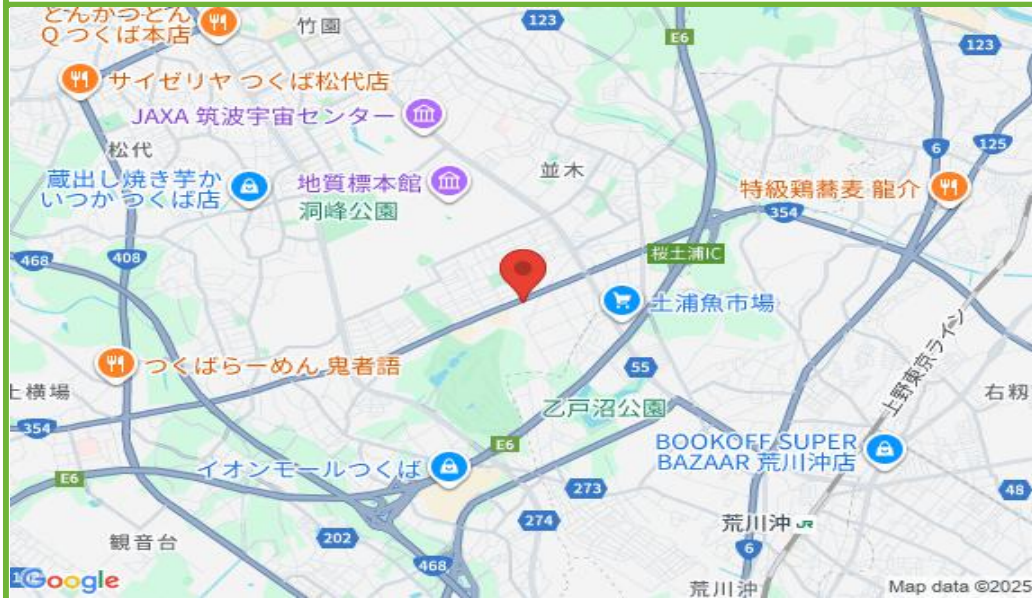 とんかつとん
Q つくば本店
竹園
123
E6
123
サイゼリヤ つくば松代店
JAXA 筑波宇宙センター
6
125
松代
並木
蔵出し焼き芋か
いつか つくば店
地質標本館
特級鶏蕎麦 龍介
洞峰公園
354
468
408
桜土浦IC
土浦魚市場
つくばらーめん 鬼者語
55
上野東京ライン
上横場
右籾
354
乙戸沼公園
E6
BOOKOFF SUPER
BAZAAR 荒川沖店
イオンモールつくば
E6
273
48
274
荒川沖 JR
観音台
202
6
468
Google
荒川沖
Map data ©2025